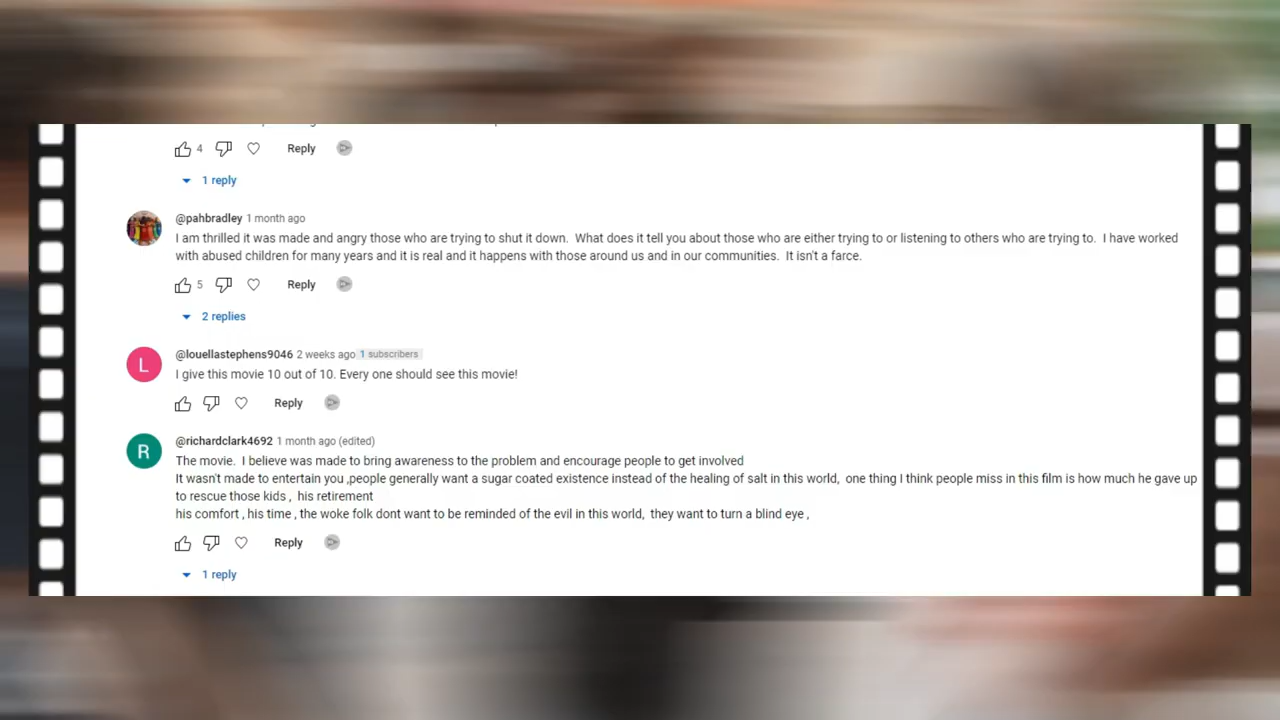 4 Reply
1 reply
@pahbradley 1 month ago
I am thrilled it was made and angry those who are trying to shut it down. What does it tell you about those who are either trying to or listening to others who are trying to. I have worked
with abused children for many years and it is real and it happens with those around us and in our communities. It isn't a farce.
5 Reply
2 replies
L
@louellastephens9046 2 weeks ago 1 subscribers
I give this movie 10 out of 10. Every one should see this movie!
Reply
R
@richardclark4692 1 month ago (edited)
The movie. I believe was made to bring awareness to the problem and encourage people to get involved
It wasn't made to entertain you ,people generally want a sugar coated existence instead of the healing of salt in this world, one thing I think people miss in this film is how much he gave up
to rescue those kids , his retirement
his comfort , his time , the woke folk dont want to be reminded of the evil in this world, they want to turn a blind eye ,
Reply
1 reply